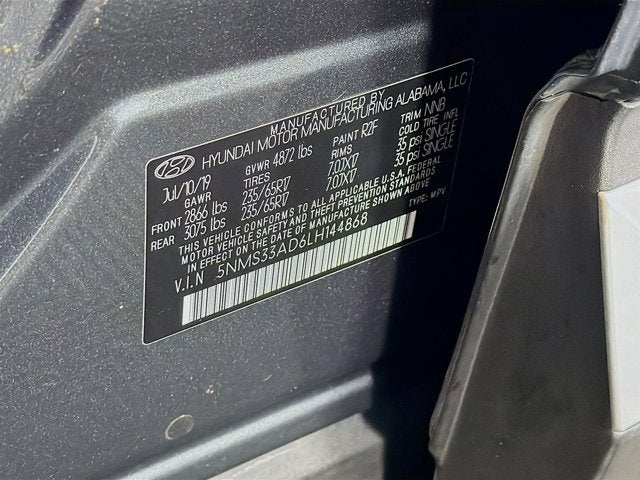 MANUFACTURED BY
HYUNDAI MOTOR MANUFACTURING ALABAMA, LLC
Jul/10/19 GVWR 4872 lbs PAINT R2F TRIM NNB
GAWR TIRES RIMS COLD TIRE INFL
FRONT 2866 lbs 235/65R17 7.0JX17 35 psi SINGLE
REAR 3075 lbs 235/65R17 7.0JX17 35 psi SINGLE
THIS VEHICLE CONFORMS TO ALL APPLICABLE U.S.A. FEDERAL
MOTOR VEHICLE SAFETY AND THEFT PREVENTION STANDARDS
IN EFFECT ON THE DATE OF MANUFACTURE SHOWN ABOVE
V.I.N 5NMS33AD6LH144868 TYPE: MPV